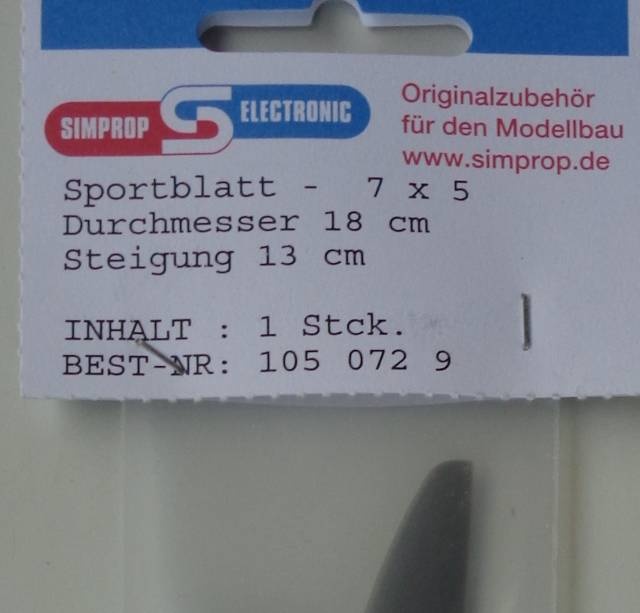 SIMPROP ELECTRONIC
Originalzubehör
für den Modellbau
www.simprop.de
Sportblatt - 7 x 5
Durchmesser 18 cm
Steigung 13 cm
INHALT : 1 Stck.
BEST-NR: 105 072 9